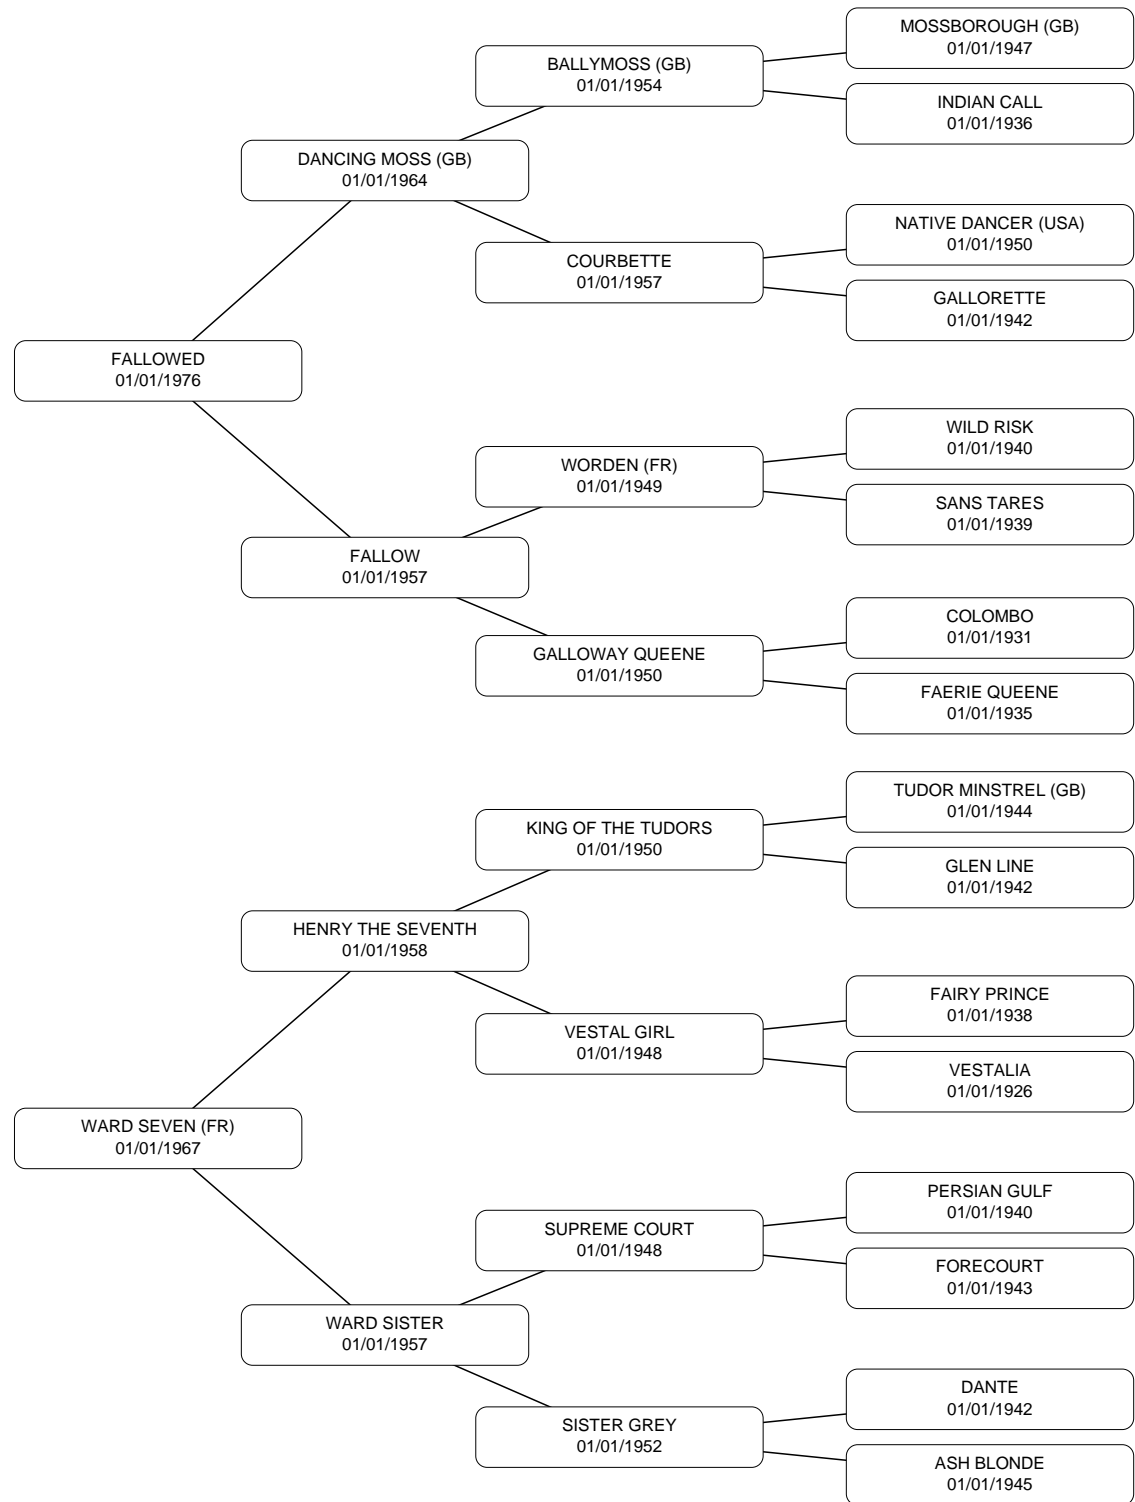 MOSSBOROUGH (GB)
01/01/1947
BALLYMOSS (GB)
01/01/1954
INDIAN CALL
01/01/1936
DANCING MOSS (GB)
01/01/1964
NATIVE DANCER (USA)
01/01/1950
COURBETTE
01/01/1957
GALLORETTE
01/01/1942
FALLOWED
01/01/1976
WILD RISK
01/01/1940
WORDEN (FR)
01/01/1949
SANS TARES
01/01/1939
FALLOW
01/01/1957
COLOMBO
01/01/1931
GALLOWAY QUEENE
01/01/1950
FAERIE QUEENE
01/01/1935
TUDOR MINSTREL (GB)
01/01/1944
KING OF THE TUDORS
01/01/1950
GLEN LINE
01/01/1942
HENRY THE SEVENTH
01/01/1958
FAIRY PRINCE
01/01/1938
VESTAL GIRL
01/01/1948
VESTALIA
01/01/1926
WARD SEVEN (FR)
01/01/1967
PERSIAN GULF
01/01/1940
SUPREME COURT
01/01/1948
FORECOURT
01/01/1943
WARD SISTER
01/01/1957
DANTE
01/01/1942
SISTER GREY
01/01/1952
ASH BLONDE
01/01/1945